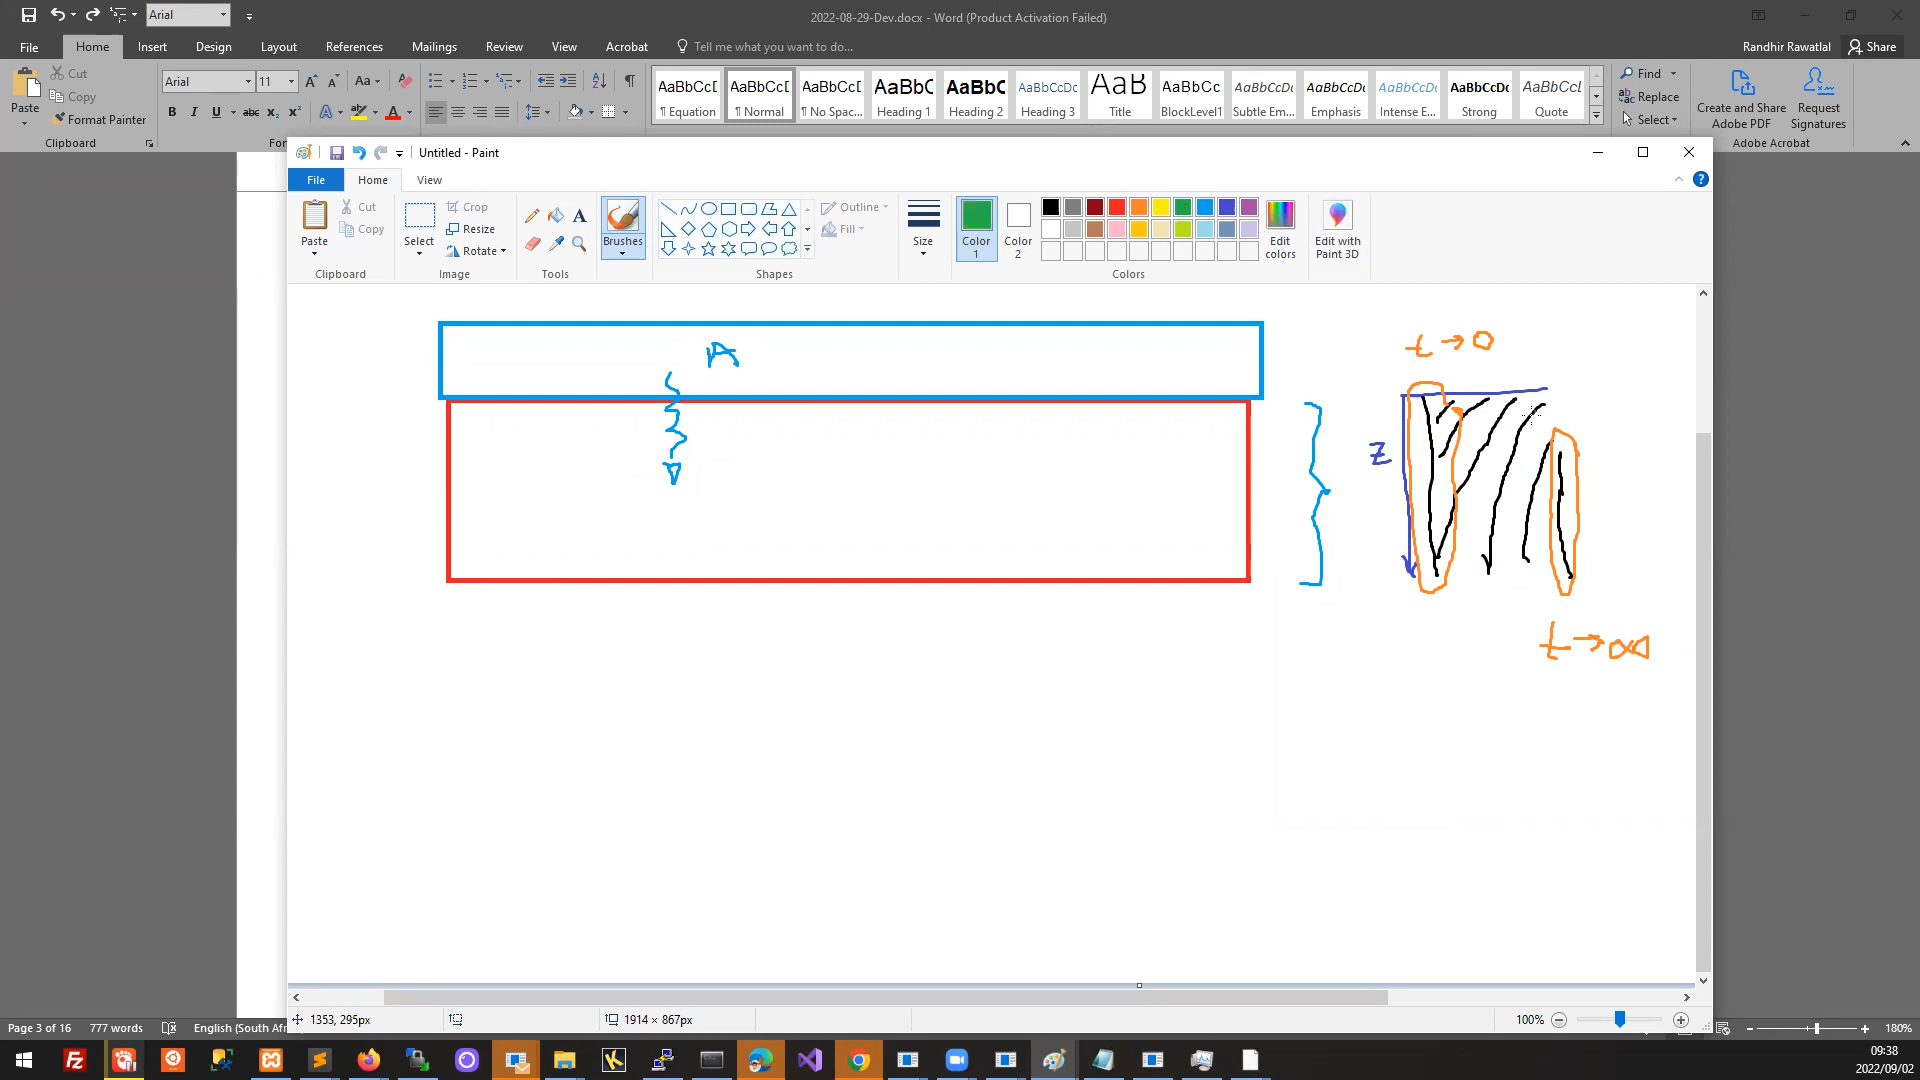 Arial
2022-08-29-Dev.docx - Word (Product Activation Failed)
File Home Insert Design Layout References Mailings Review View Acrobat Tell me what you want to do... Randhir Rawatlal Share
Paste
Cut
Copy
Format Painter
Clipboard
Arial 11
AaBbCcD AaBbCcD AaBbCcD AaBbC AaBbC AaBbCcDc AaB AaBbCcD AaBbCcDc AaBbCcDc AaBbCcDc AaBbCcDc AaBbCcD
¶ Equation ¶ Normal ¶ No Spac... Heading 1 Heading 2 Heading 3 Title BlockLevel1 Subtle Em... Emphasis Intense E... Strong Quote
Find
Replace
Select
Create and Share Adobe PDF
Request Signatures
Adobe Acrobat
Untitled - Paint
File Home View
Paste
Cut
Copy
Clipboard
Select
Crop
Resize
Rotate
Image
A
Tools
Brushes
Shapes
Outline
Fill
Size
Color 1
Color 2
Colors
Edit colors
Edit with Paint 3D
A
t → 0
z
t → ∞
1353, 295px
1914 × 867px
100%
Page 3 of 16 777 words English (South Afr
180%
09:38
2022/09/02